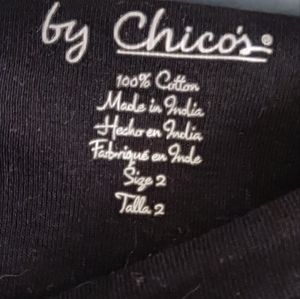 by Chico's®
100% Cotton
Made in India
Hecho en India
Fabriqué en Inde
Size 2
Talla 2